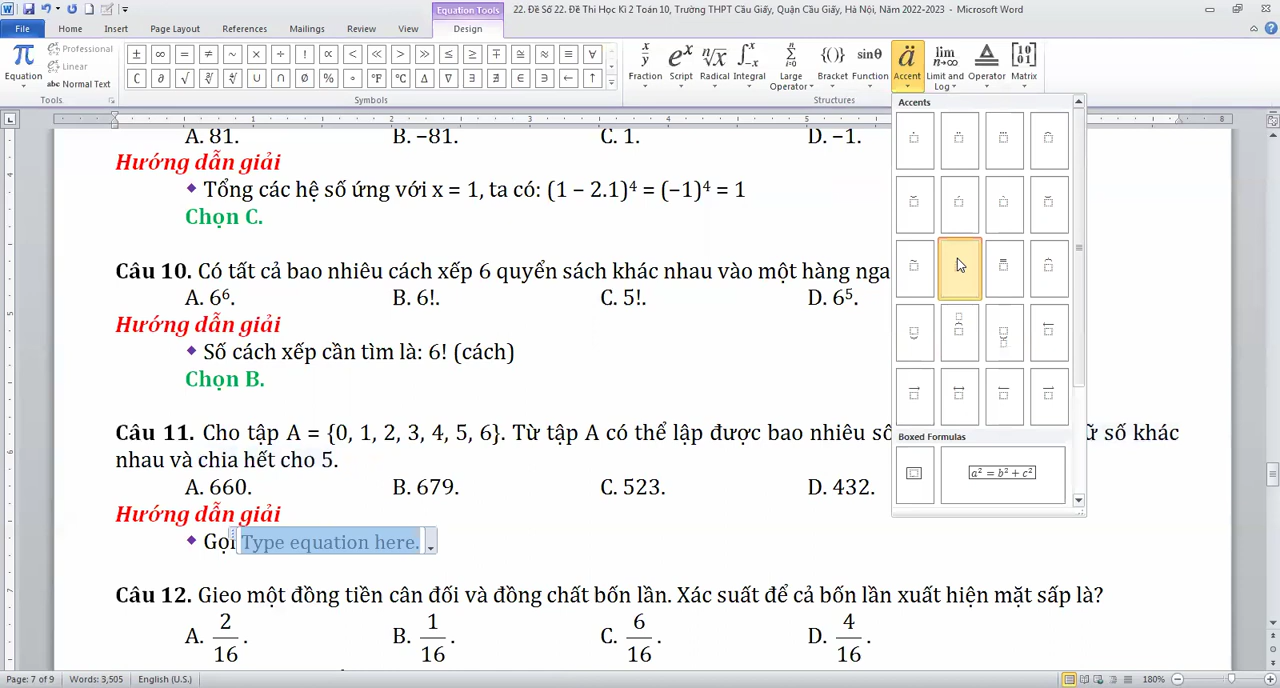 Equation Tools
22. Đề Số 22. Đề Thi Học Kì 2 Toán 10, Trường THPT Cầu Giấy, Quận Cầu Giấy, Hà Nội, Năm 2022-2023 - Microsoft Word
File Home Insert Page Layout References Mailings Review View Design
Professional
Linear
abc Normal Text
Equation
Fraction Script Radical Integral Large Operator Bracket Function Accent Limit and Log Operator Matrix
Tools Symbols Structures
Accents
Boxed Formulas
a² = b² + c²
A. 81. B. −81. C. 1. D. −1.
Hướng dẫn giải
Tổng các hệ số ứng với x = 1, ta có: (1 − 2.1)⁴ = (−1)⁴ = 1
Chọn C.
Câu 10. Có tất cả bao nhiêu cách xếp 6 quyển sách khác nhau vào một hàng nga
A. 6⁶. B. 6!. C. 5!. D. 6⁵.
Hướng dẫn giải
Số cách xếp cần tìm là: 6! (cách)
Chọn B.
Câu 11. Cho tập A = {0, 1, 2, 3, 4, 5, 6}. Từ tập A có thể lập được bao nhiêu số ữ số khác
nhau và chia hết cho 5.
A. 660. B. 679. C. 523. D. 432.
Hướng dẫn giải
Gọi Type equation here.
Câu 12. Gieo một đồng tiền cân đối và đồng chất bốn lần. Xác suất để cả bốn lần xuất hiện mặt sấp là?
A. 2/16. B. 1/16. C. 6/16. D. 4/16.
Page: 7 of 9 Words: 3,505 English (U.S.) 180%